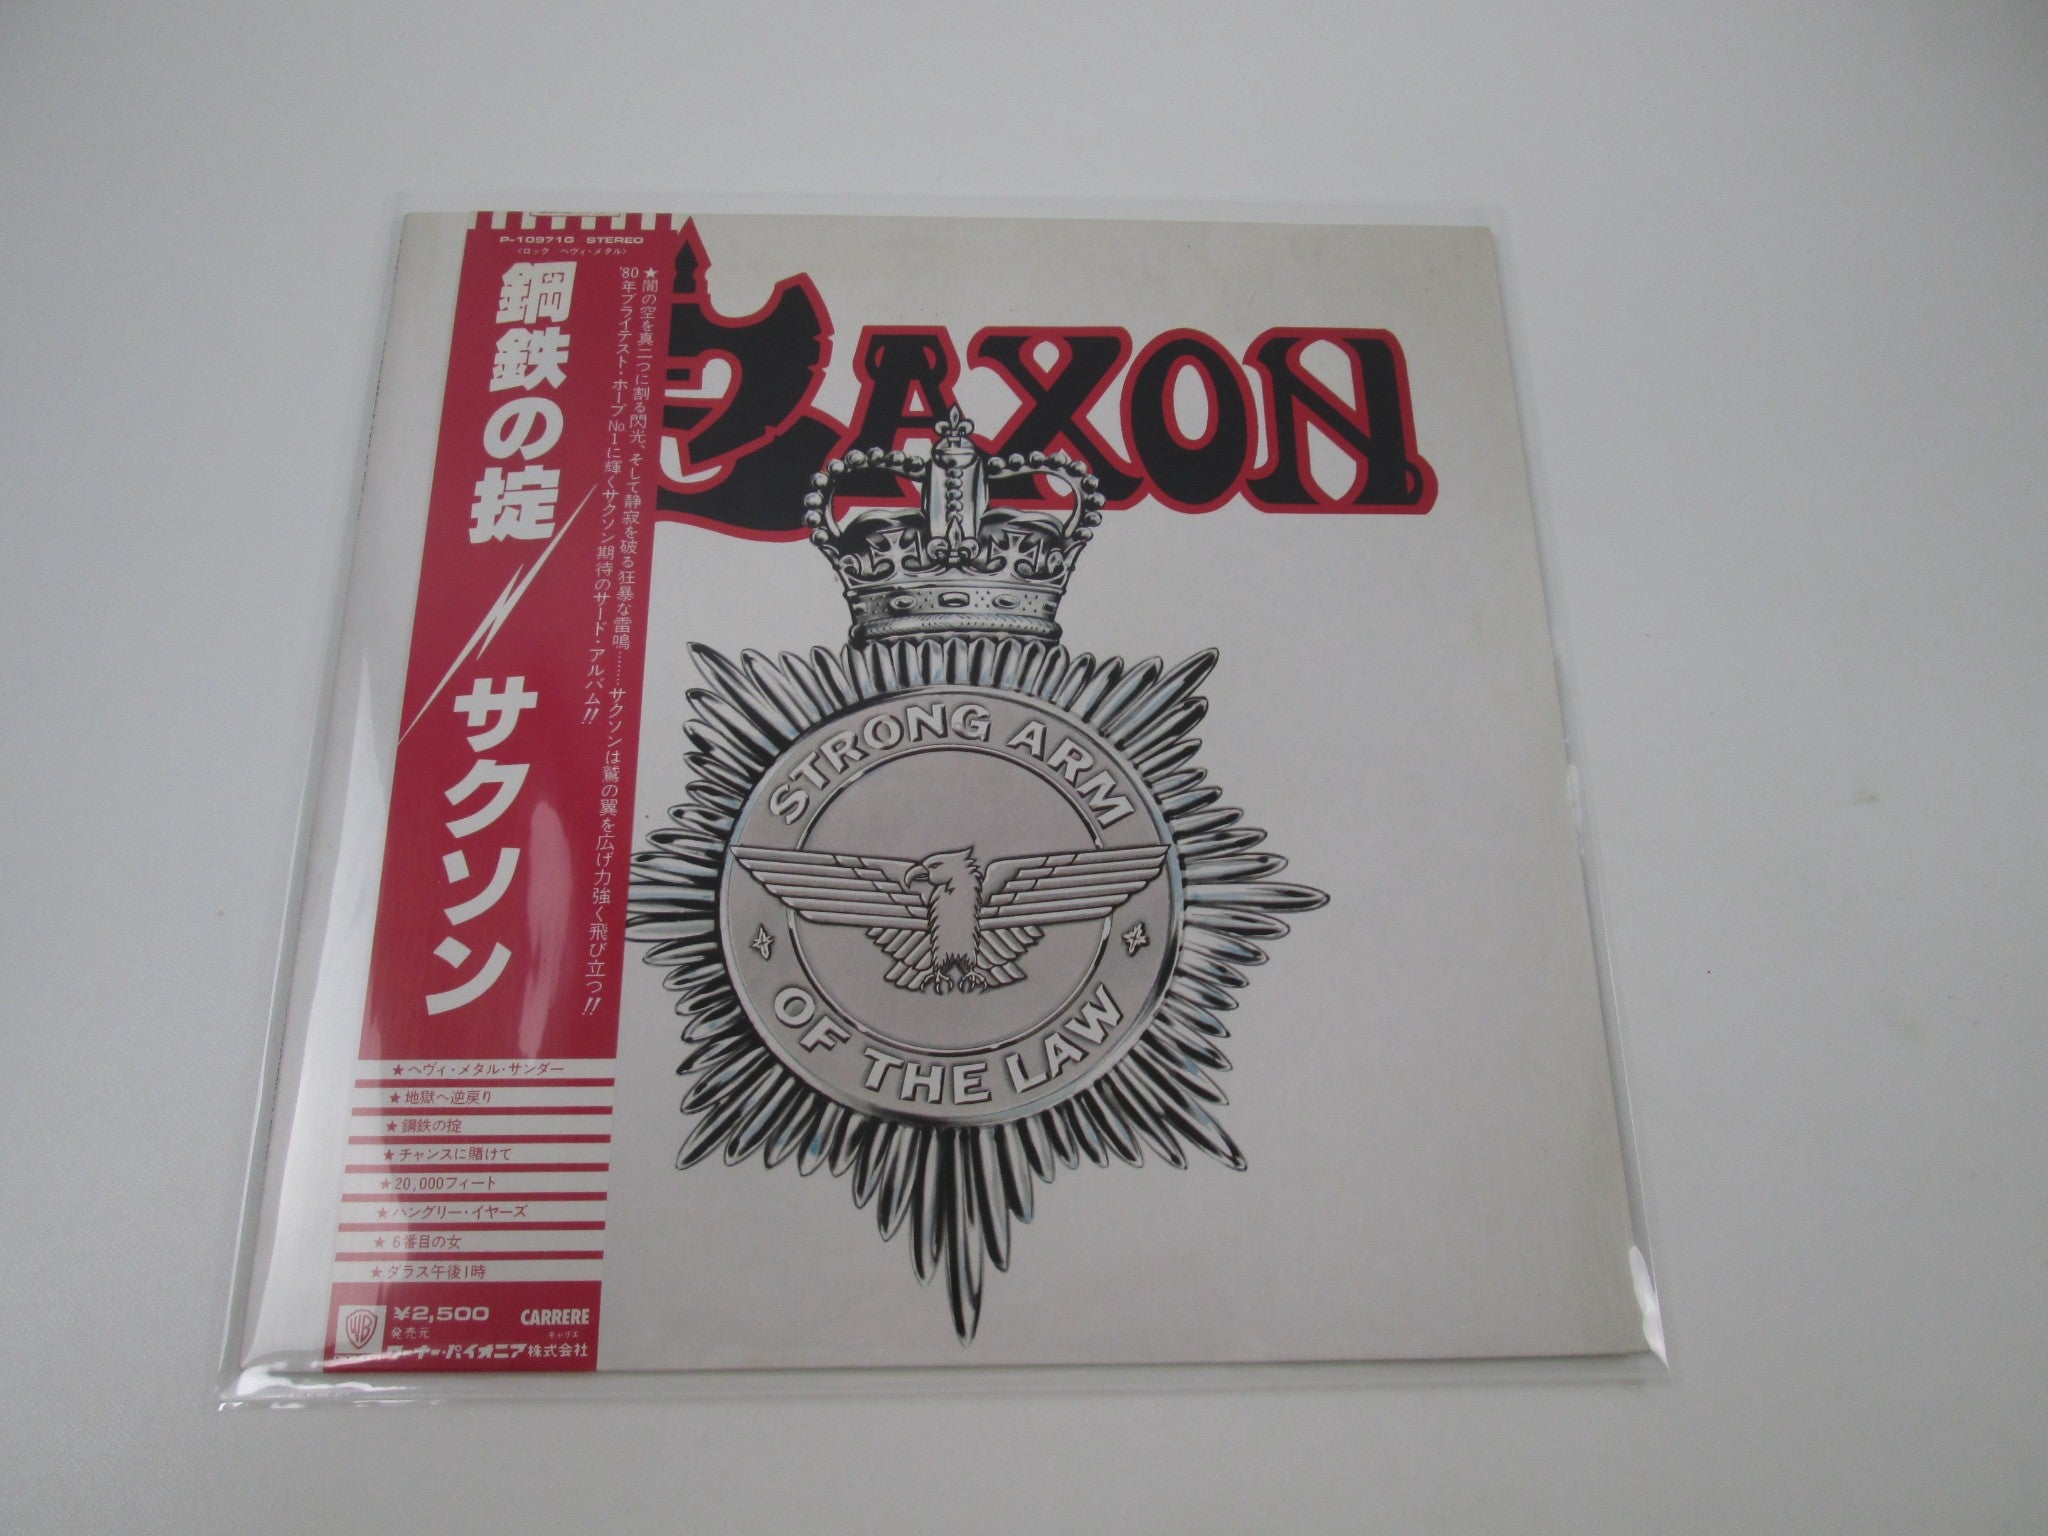 P-10971G STEREO
〈ロック ヘヴィ・メタル〉
★闇の空を真二つに割る閃光、そして静寂を破る狂暴な雷鳴………サクソンは鷲の翼を広げ力強く飛び立つ!!
'80年ブライテスト・ホープNo.1に輝くサクソン期待のサード・アルバム!!
鋼鉄の掟
サクソン
★ヘヴィ・メタル・サンダー
★地獄へ逆戻り
★鋼鉄の掟
★チャンスに賭けて
★20,000フィート
★ハングリー・イヤーズ
★6番目の女
★ダラス午後1時
¥2,500
発売元
ワーナー・パイオニア株式会社
CARRERE
キャリエ
SAXON
STRONG ARM
OF THE LAW